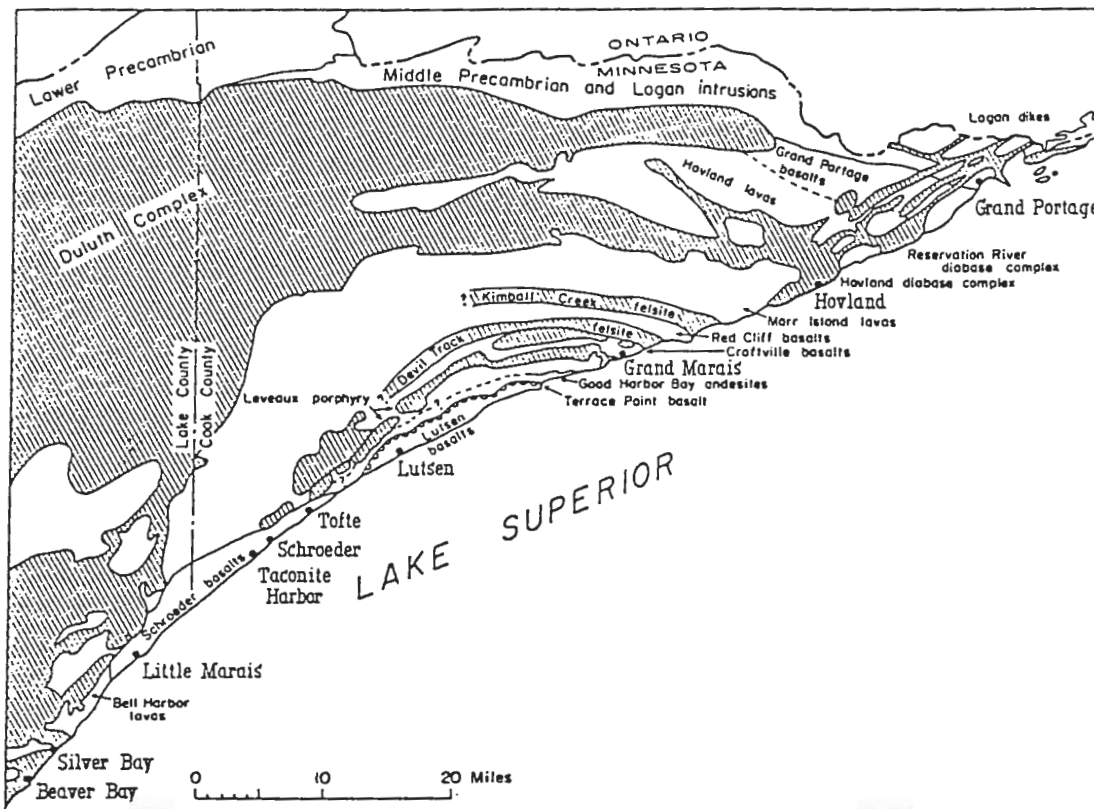 ONTARIO
MINNESOTA
Lower Precambrian
Middle Precambrian and Logan intrusions
Logan dikes
Grand Portage
basalts
Hovland lavas
Grand Portage
Duluth Complex
Reservation River
diabase complex
Hovland diabase complex
Hovland
? Kimball Creek felsite
Marr Island lavas
Red Cliff basalts
Croftville basalts
? Devil Track felsite
Grand Marais
Good Harbor Bay andesites
Terrace Point basalt
Leveaux porphyry
?
Lutsen
basalts
?
Lutsen
Lake County
Cook County
LAKE SUPERIOR
Tofte
Schroeder
Taconite
Harbor
Schroeder basalts
Little Marais
Bell Harbor
lavas
Silver Bay
Beaver Bay
0 10 20 Miles